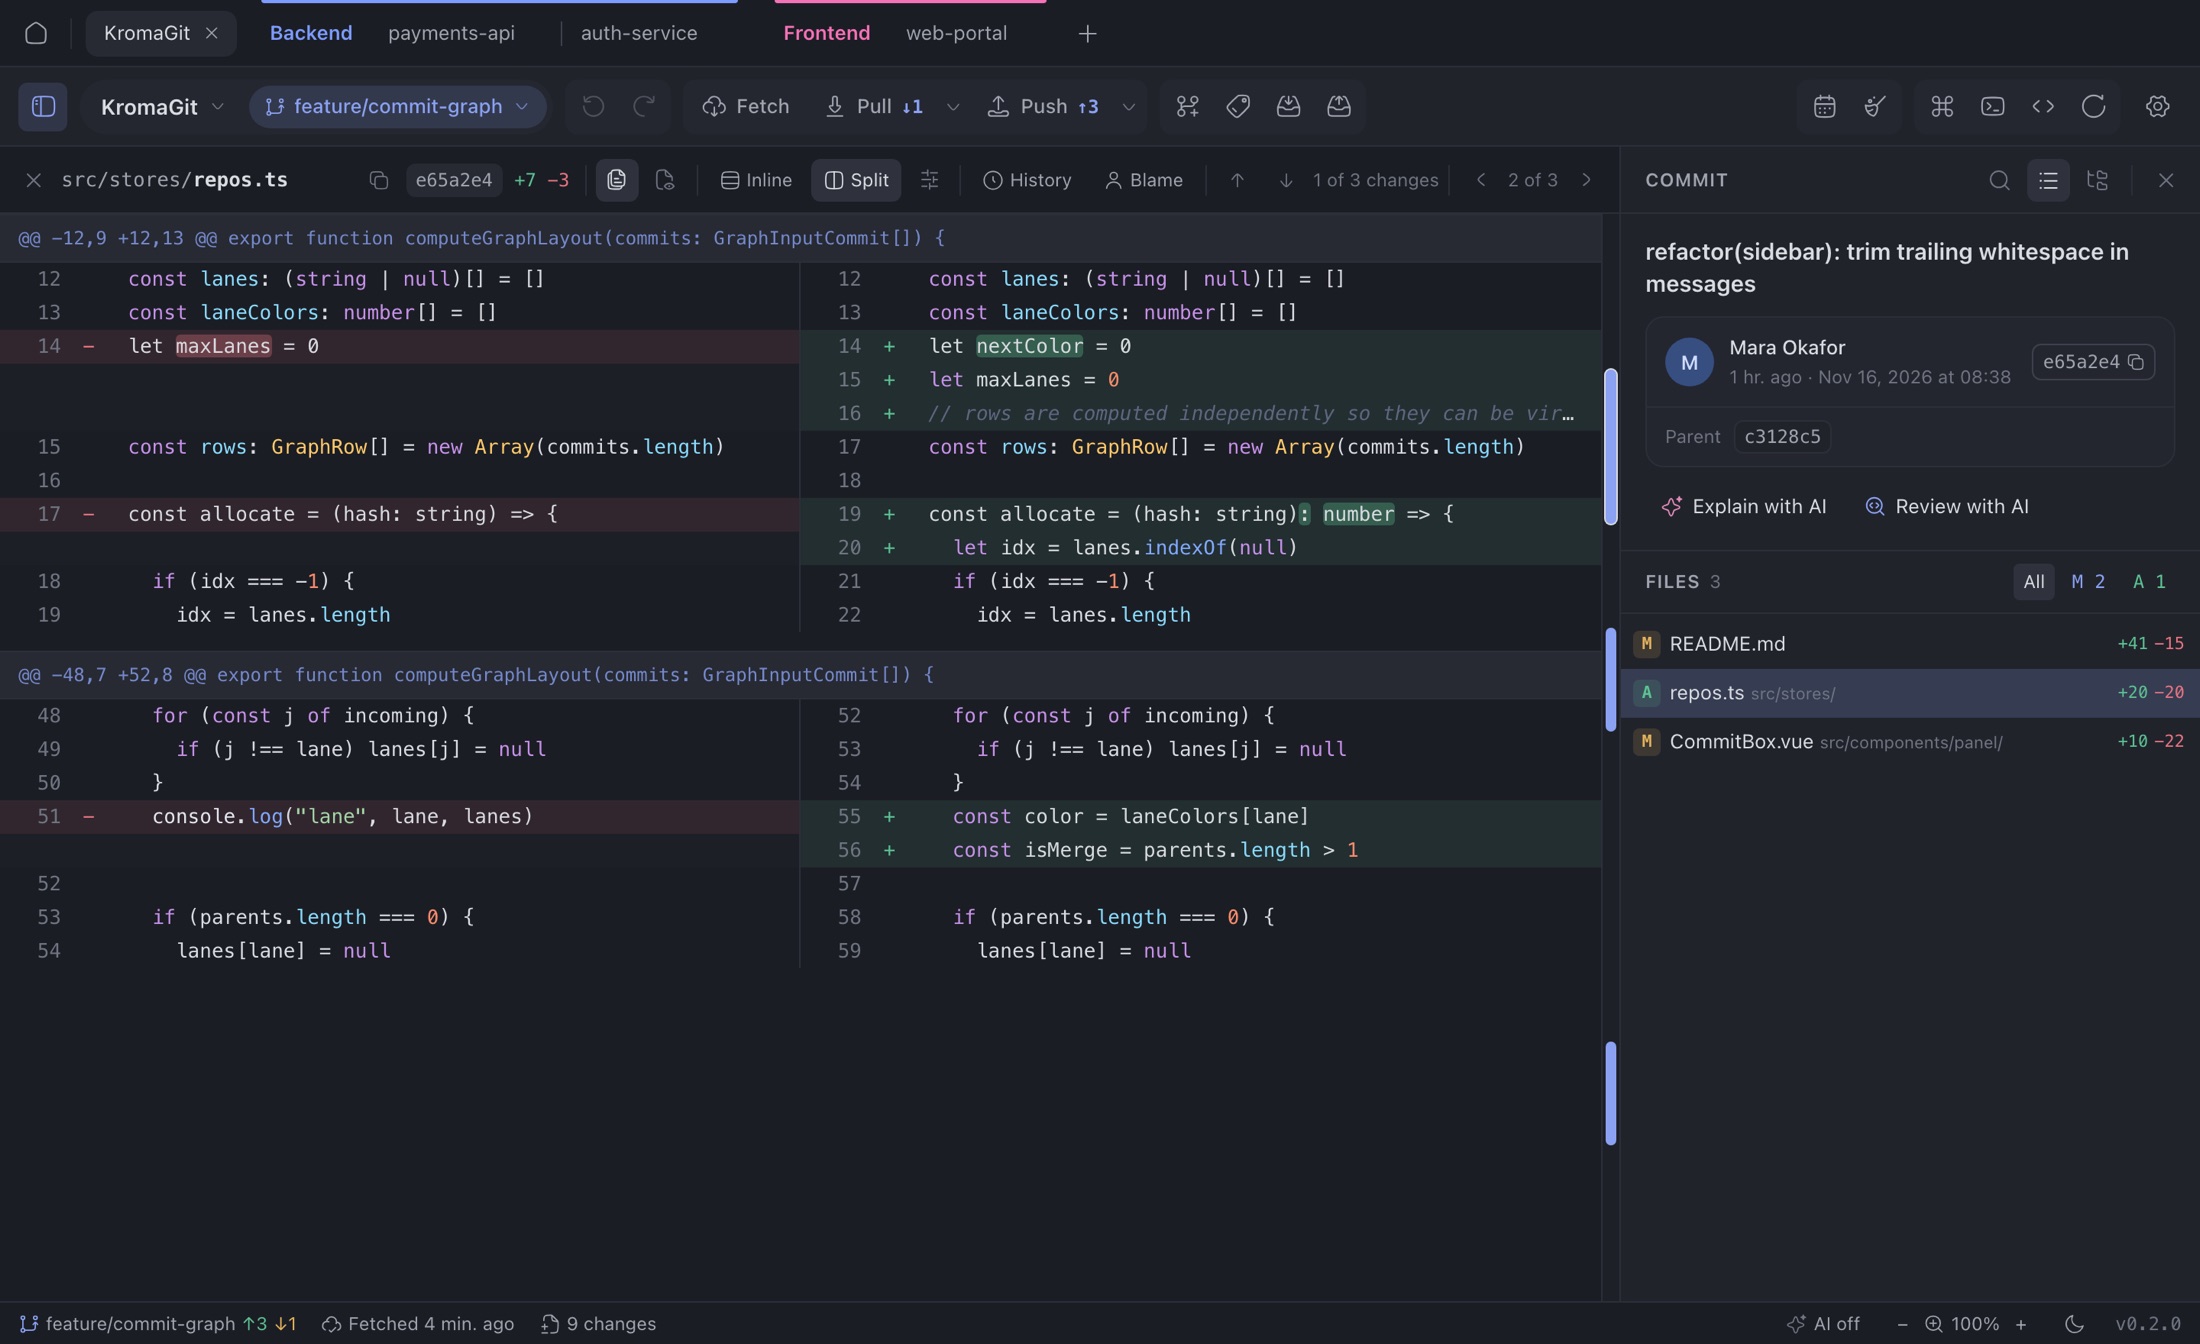 KromaGit
Backend payments-api auth-service
Frontend web-portal
KromaGit feature/commit-graph Fetch Pull ↓1 Push ↑3
src/stores/repos.ts e65a2e4 +7 −3 Inline Split History Blame 1 of 3 changes 2 of 3
@@ −12,9 +12,13 @@ export function computeGraphLayout(commits: GraphInputCommit[]) {
12 const lanes: (string | null)[] = []
13 const laneColors: number[] = []
14 − let maxLanes = 0
15 const rows: GraphRow[] = new Array(commits.length)
16
17 − const allocate = (hash: string) => {
18 if (idx === −1) {
19 idx = lanes.length
12 const lanes: (string | null)[] = []
13 const laneColors: number[] = []
14 + let nextColor = 0
15 + let maxLanes = 0
16 + // rows are computed independently so they can be vir…
17 const rows: GraphRow[] = new Array(commits.length)
18
19 + const allocate = (hash: string): number => {
20 + let idx = lanes.indexOf(null)
21 if (idx === −1) {
22 idx = lanes.length
@@ −48,7 +52,8 @@ export function computeGraphLayout(commits: GraphInputCommit[]) {
48 for (const j of incoming) {
49 if (j !== lane) lanes[j] = null
50 }
51 − console.log("lane", lane, lanes)
52
53 if (parents.length === 0) {
54 lanes[lane] = null
52 for (const j of incoming) {
53 if (j !== lane) lanes[j] = null
54 }
55 + const color = laneColors[lane]
56 + const isMerge = parents.length > 1
57
58 if (parents.length === 0) {
59 lanes[lane] = null
COMMIT
refactor(sidebar): trim trailing whitespace in
messages
M
Mara Okafor
1 hr. ago · Nov 16, 2026 at 08:38
e65a2e4
Parent c3128c5
Explain with AI Review with AI
FILES 3 All M 2 A 1
M README.md +41 −15
A repos.ts src/stores/ +20 −20
M CommitBox.vue src/components/panel/ +10 −22
feature/commit-graph ↑3 ↓1 Fetched 4 min. ago 9 changes
AI off − 100% + v0.2.0